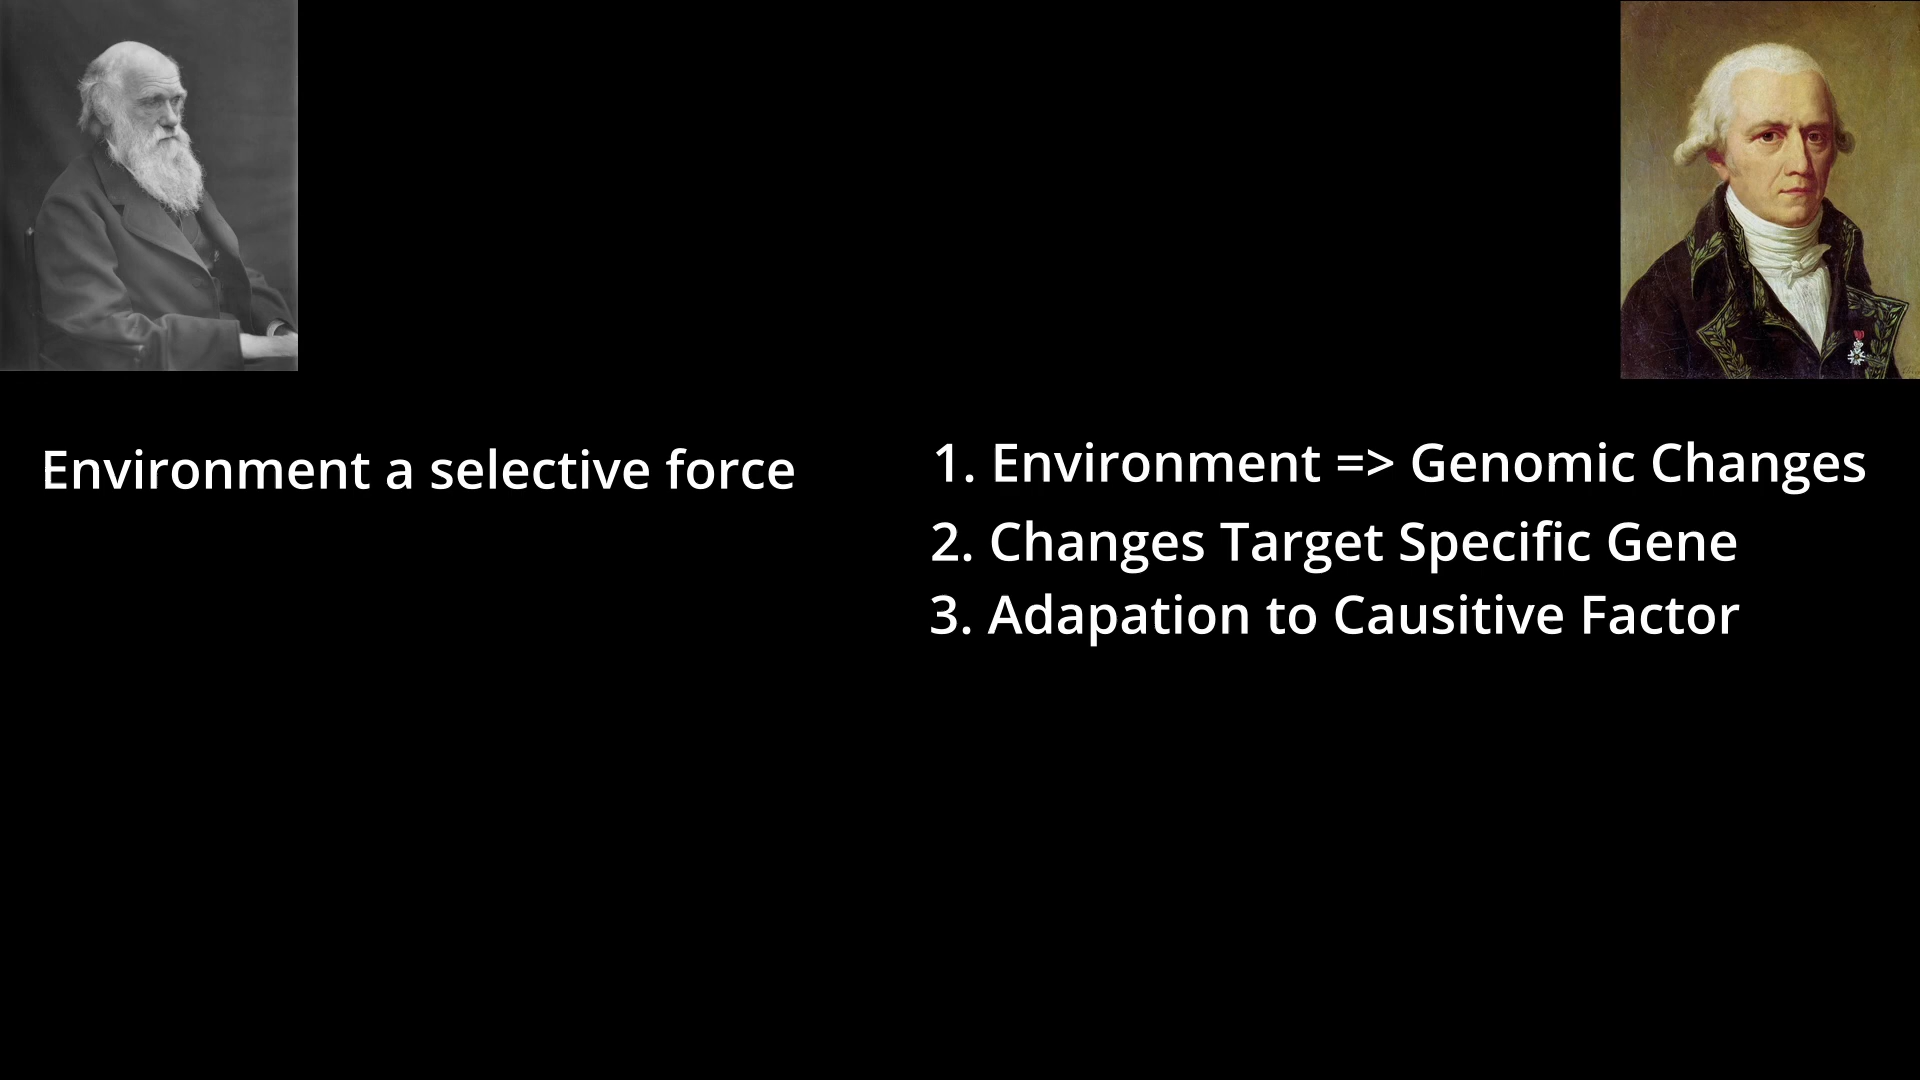 Environment a selective force
1. Environment => Genomic Changes
2. Changes Target Specific Gene
3. Adapation to Causitive Factor